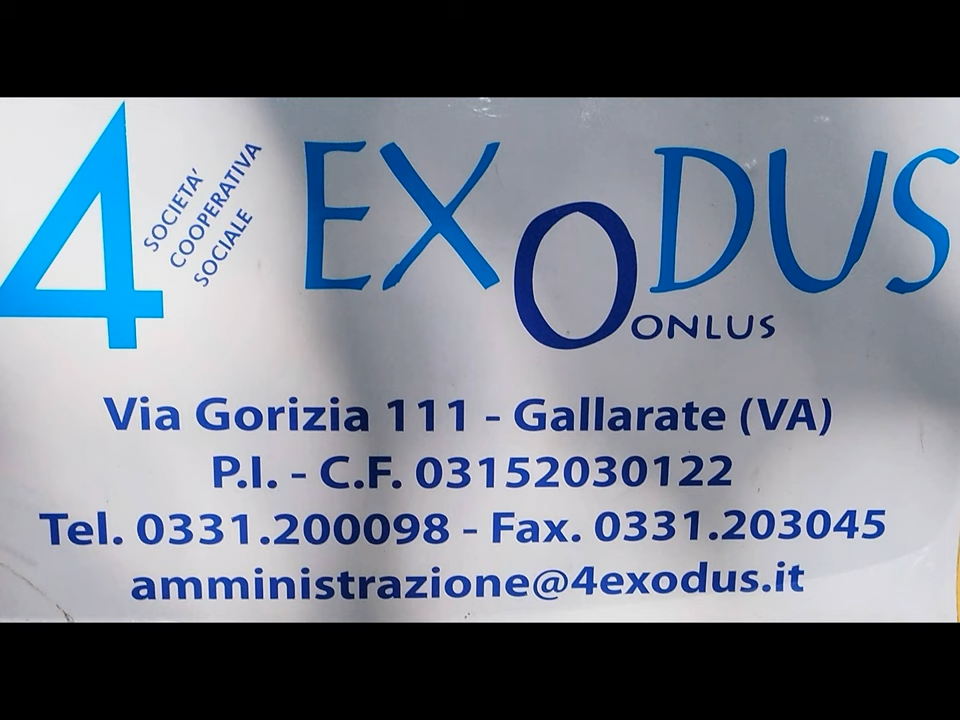 4 EXODUS
SOCIETA'
COOPERATIVA
SOCIALE
ONLUS
Via Gorizia 111 - Gallarate (VA)
P.I. - C.F. 03152030122
Tel. 0331.200098 - Fax. 0331.203045
amministrazione@4exodus.it